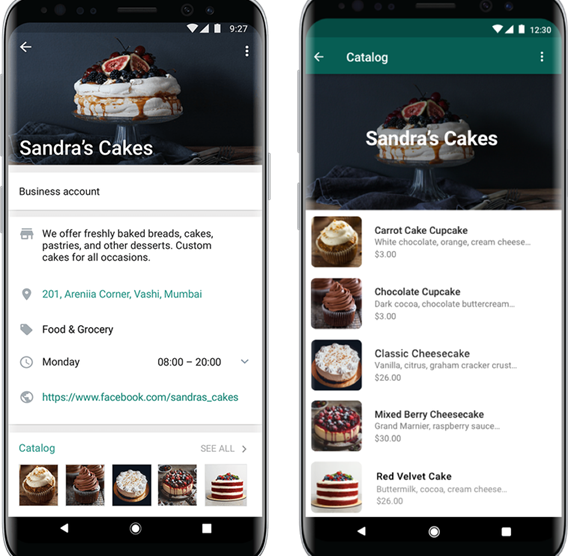 9:27
Sandra's Cakes
Business account
We offer freshly baked breads, cakes,
pastries, and other desserts. Custom
cakes for all occasions.
201, Areniia Corner, Vashi, Mumbai
Food & Grocery
Monday 08:00 – 20:00
https://www.facebook.com/sandras_cakes
Catalog SEE ALL
12:30
Catalog
Sandra's Cakes
Carrot Cake Cupcake
White chocolate, orange, cream cheese...
$3.00
Chocolate Cupcake
Dark cocoa, chocolate buttercream...
$3.00
Classic Cheesecake
Vanilla, citrus, graham cracker crust...
$26.00
Mixed Berry Cheesecake
Grand Marnier, raspberry sauce...
$30.00
Red Velvet Cake
Buttermilk, cocoa, cream cheese...
$26.00